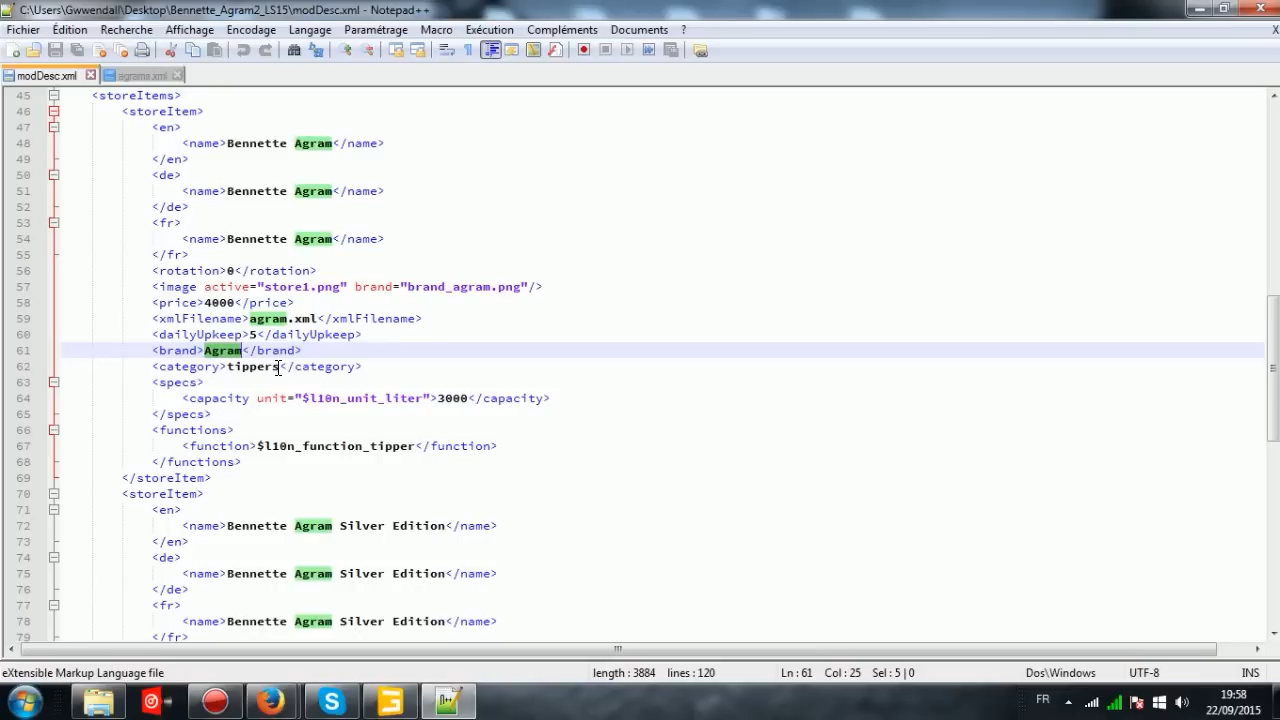 C:\Users\Gwwendall\Desktop\Bennette_Agram2_LS15\modDesc.xml - Notepad++
Fichier Édition Recherche Affichage Encodage Langage Paramétrage Macro Exécution Compléments Documents ? X
modDesc.xml agrams.xml
45 <storeItems>
46 <storeItem>
47 <en>
48 <name>Bennette Agram</name>
49 </en>
50 <de>
51 <name>Bennette Agram</name>
52 </de>
53 <fr>
54 <name>Bennette Agram</name>
55 </fr>
56 <rotation>0</rotation>
57 <image active="store1.png" brand="brand_agram.png"/>
58 <price>4000</price>
59 <xmlFilename>agram.xml</xmlFilename>
60 <dailyUpkeep>5</dailyUpkeep>
61 <brand>Agram</brand>
62 <category>tippers</category>
63 <specs>
64 <capacity unit="$l10n_unit_liter">3000</capacity>
65 </specs>
66 <functions>
67 <function>$l10n_function_tipper</function>
68 </functions>
69 </storeItem>
70 <storeItem>
71 <en>
72 <name>Bennette Agram Silver Edition</name>
73 </en>
74 <de>
75 <name>Bennette Agram Silver Edition</name>
76 </de>
77 <fr>
78 <name>Bennette Agram Silver Edition</name>
79 </fr>
eXtensible Markup Language file length : 3884 lines : 120 Ln : 61 Col : 25 Sel : 5 | 0 Dos\Windows UTF-8 INS
FR 19:58
22/09/2015